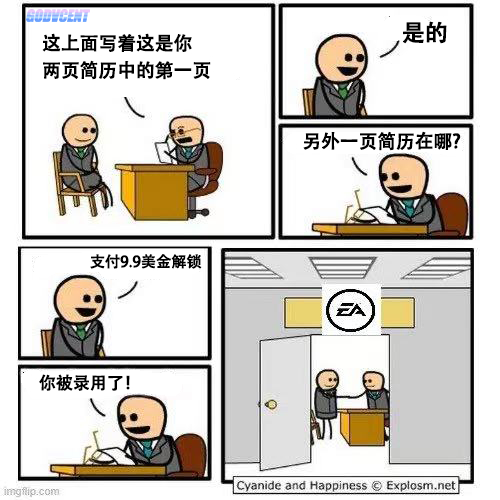 GODVCENT
这上面写着这是你
两页简历中的第一页
是的
另外一页简历在哪?
支付9.9美金解锁
你被录用了!
EA
Cyanide and Happiness © Explosm.net
imgflip.com